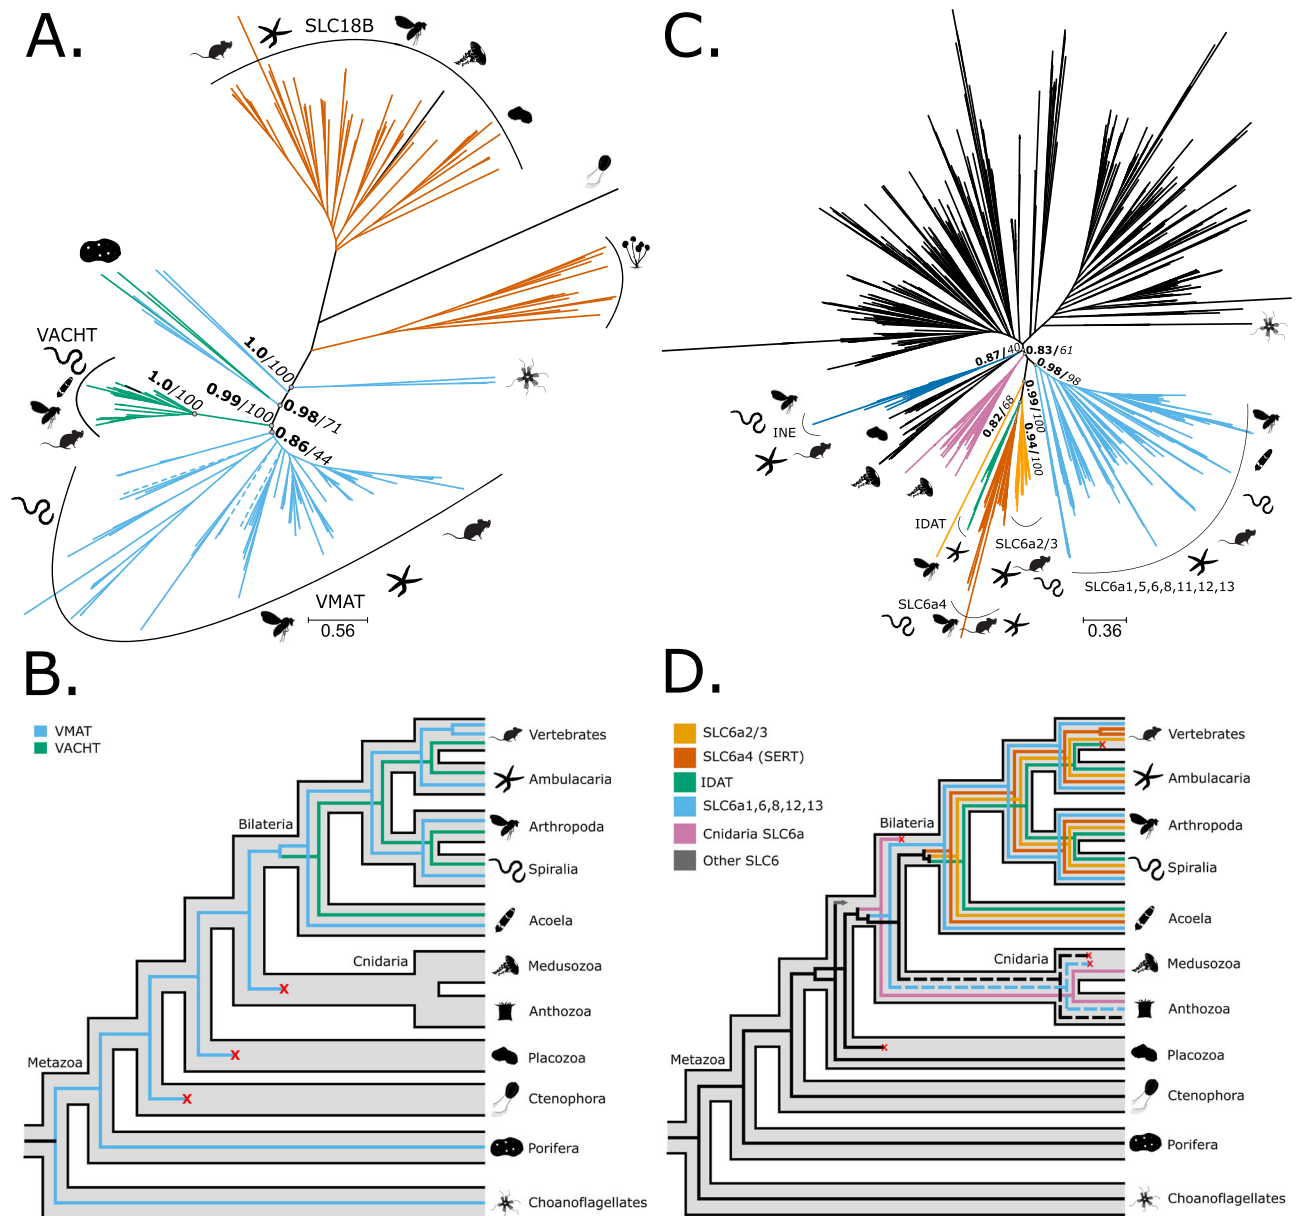 A.
SLC18B
VACHT
1.0/100
1.0/100
0.99/100
0.98/71
0.86/44
VMAT
0.56
C.
0.87/40
0.83/61
0.98/98
0.99/100
0.82/68
0.94/100
INE
IDAT
SLC6a2/3
SLC6a4
SLC6a1,5,6,8,11,12,13
0.36
B.
VMAT
VACHT
Bilateria
Cnidaria
Metazoa
Vertebrates
Ambulacaria
Arthropoda
Spiralia
Acoela
Medusozoa
Anthozoa
Placozoa
Ctenophora
Porifera
Choanoflagellates
D.
SLC6a2/3
SLC6a4 (SERT)
IDAT
SLC6a1,6,8,12,13
Cnidaria SLC6a
Other SLC6
Bilateria
Cnidaria
Metazoa
Vertebrates
Ambulacaria
Arthropoda
Spiralia
Acoela
Medusozoa
Anthozoa
Placozoa
Ctenophora
Porifera
Choanoflagellates